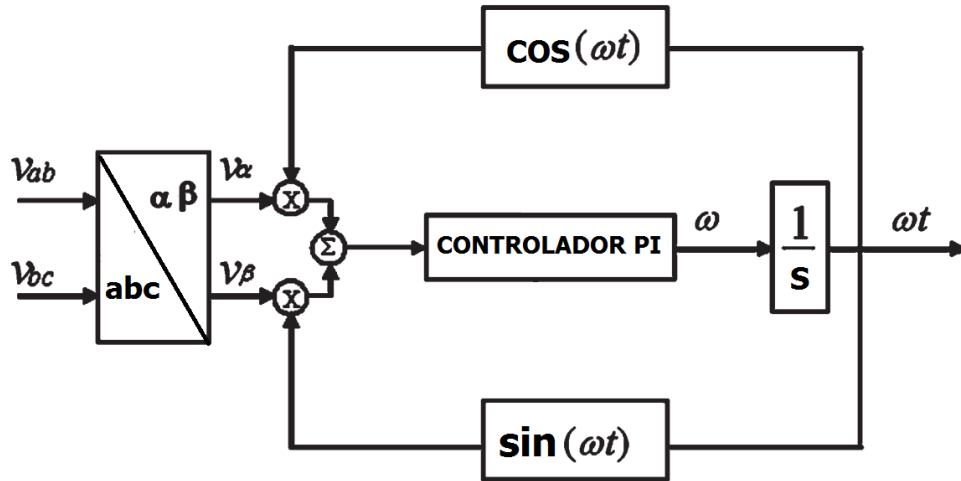 COS (ωt)
Vab
Vα
αβ
X
Vbc
abc
Vβ
X
Σ
CONTROLADOR PI
ω
1
S
ωt
sin (ωt)